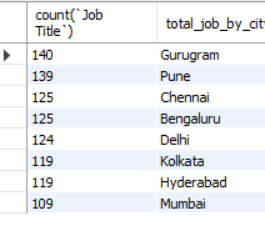 count(`Job Title`) total_job_by_city
140 Gurugram
139 Pune
125 Chennai
125 Bengaluru
124 Delhi
119 Kolkata
119 Hyderabad
109 Mumbai